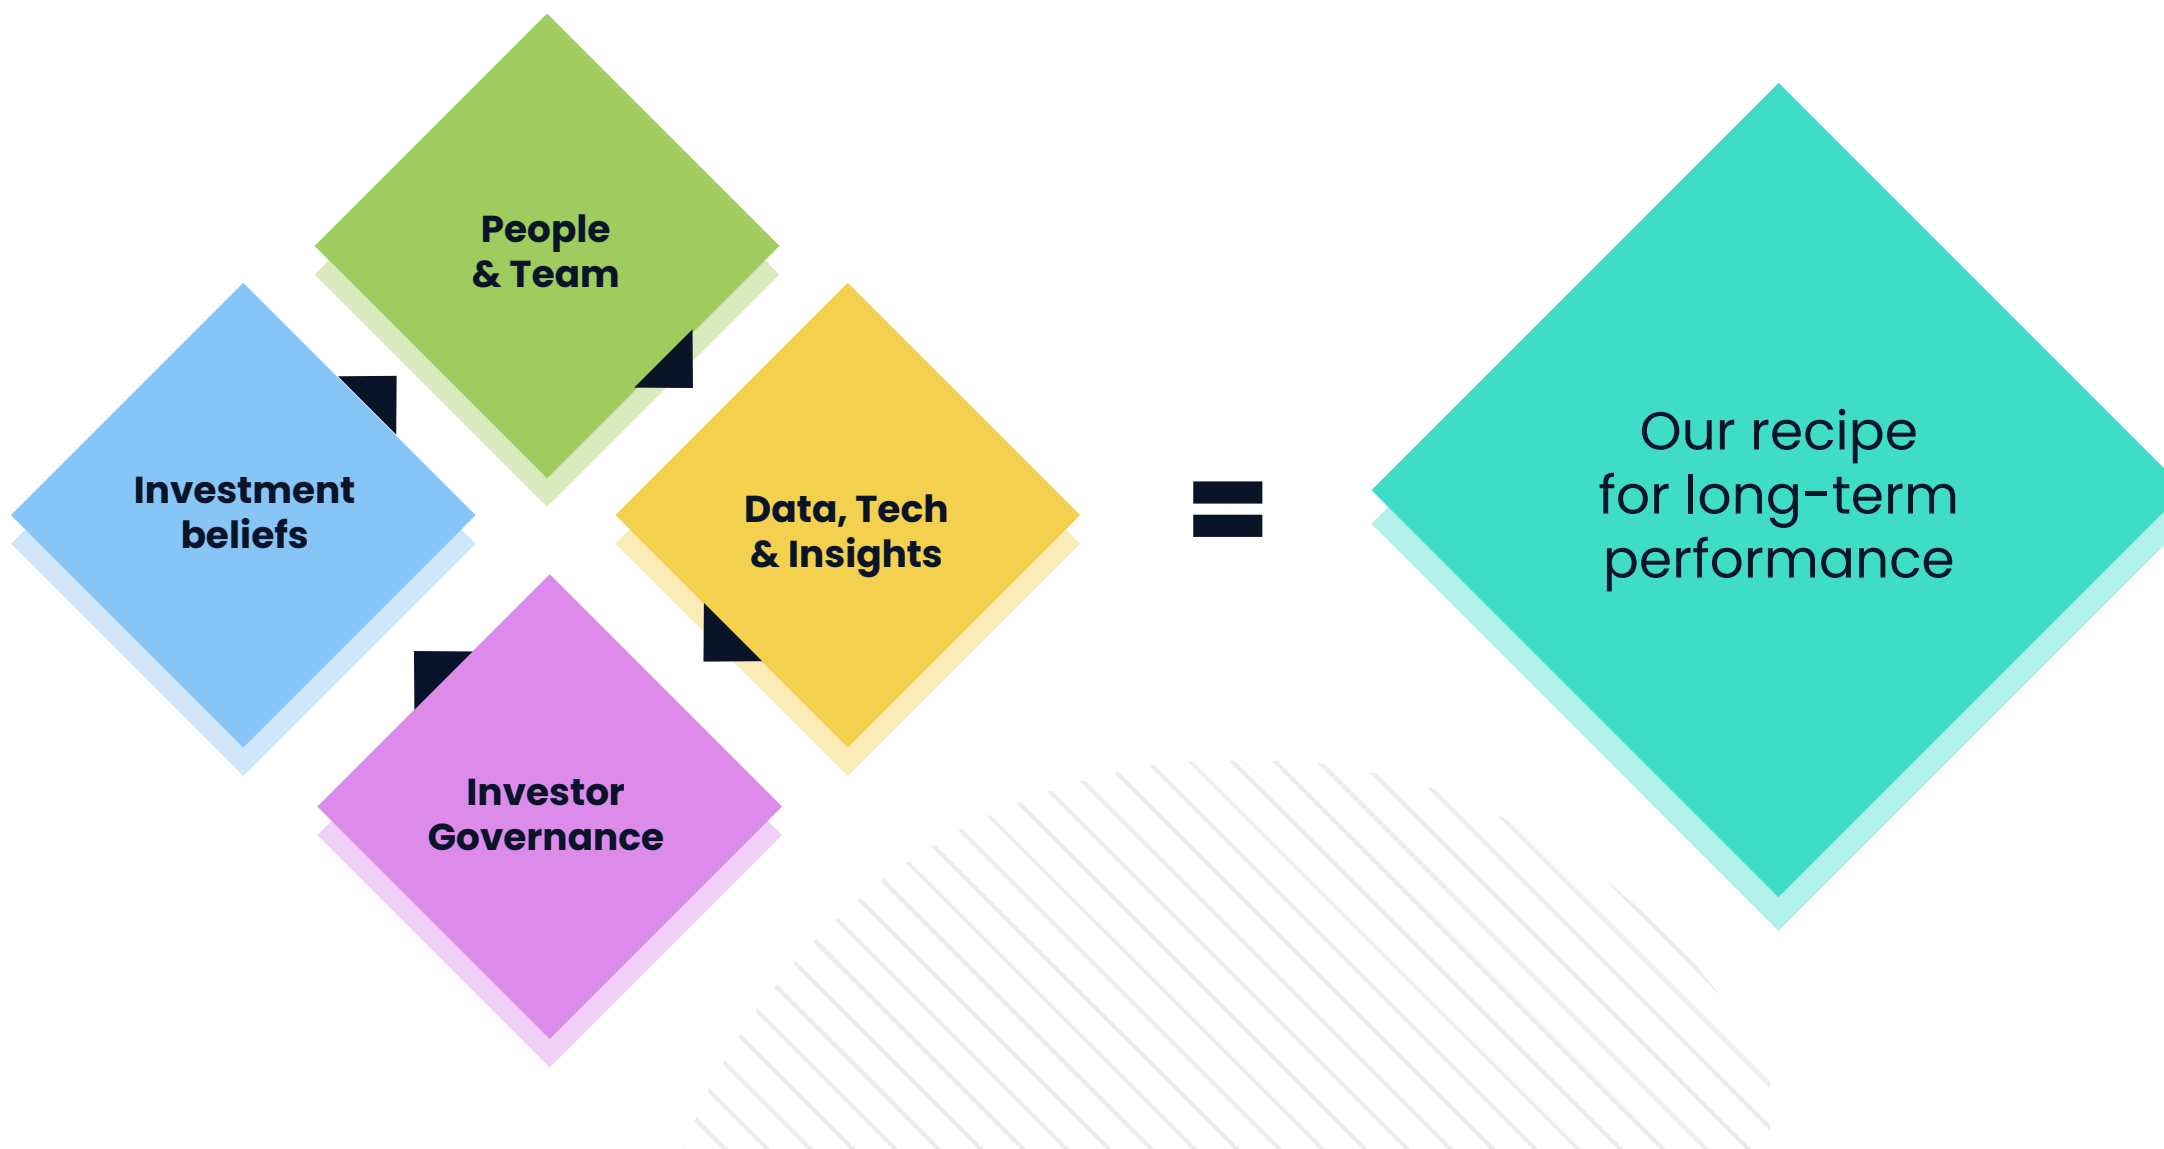 People
& Team
Investment
beliefs
Data, Tech
& Insights
Investor
Governance
=
Our recipe
for long-term
performance